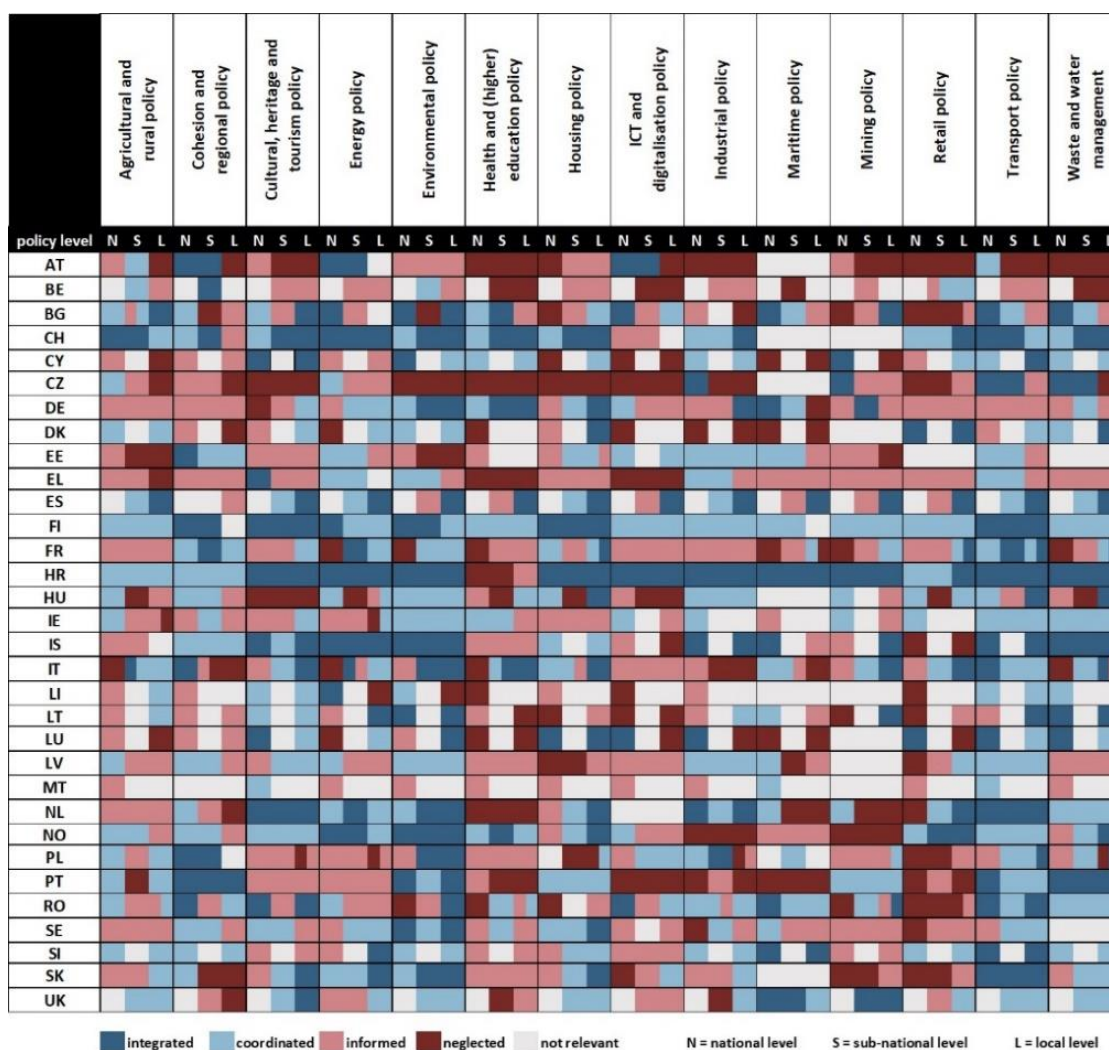 Agricultural and
rural policy
Cohesion and
regional policy
Cultural, heritage and
tourism policy
Energy policy
Environmental policy
Health and (higher)
education policy
Housing policy
ICT and
digitalisation policy
Industrial policy
Maritime policy
Mining policy
Retail policy
Transport policy
Waste and water
management
policy level N S L N S L N S L N S L N S L N S L N S L N S L N S L N S L N S L N S L N S L N S L
AT
BE
BG
CH
CY
CZ
DE
DK
EE
EL
ES
FI
FR
HR
HU
IE
IS
IT
LI
LT
LU
LV
MT
NL
NO
PL
PT
RO
SE
SI
SK
UK
integrated coordinated informed neglected not relevant N = national level S = sub-national level L = local level